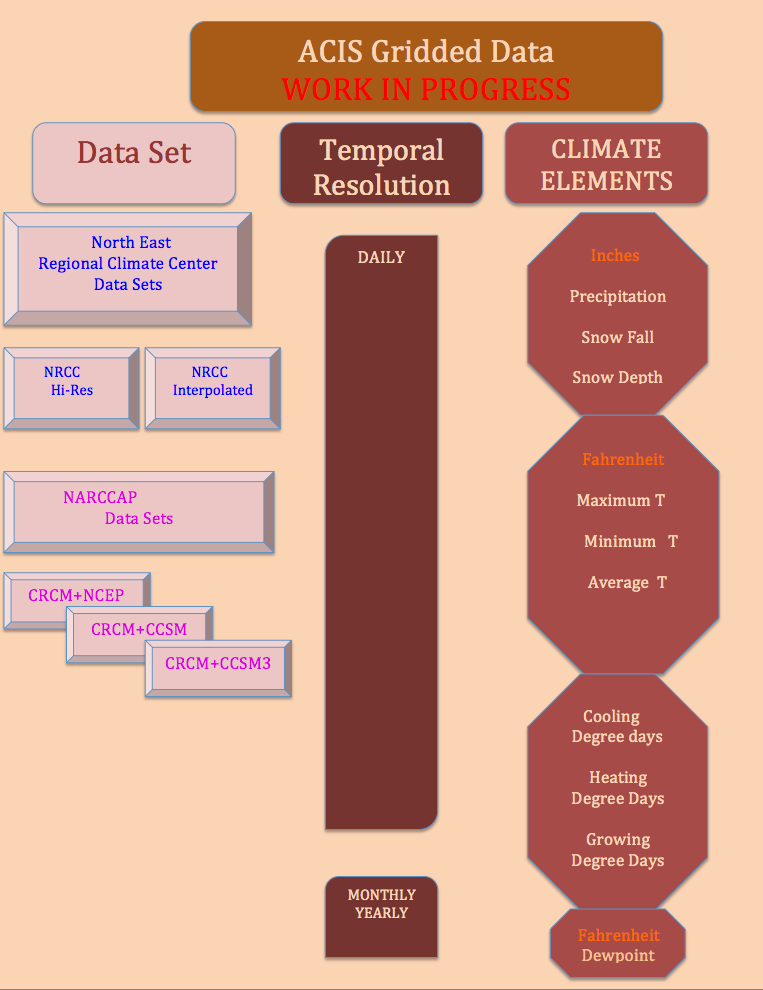 ACIS Gridded Data
WORK IN PROGRESS
Data Set
Temporal
Resolution
CLIMATE
ELEMENTS
North East
Regional Climate Center
Data Sets
NRCC
Hi-Res
NRCC
Interpolated
NARCCAP
Data Sets
CRCM+NCEP
CRCM+CCSM
CRCM+CCSM3
DAILY
MONTHLY
YEARLY
Inches
Precipitation
Snow Fall
Snow Depth
Fahrenheit
Maximum T
Minimum T
Average T
Cooling
Degree days
Heating
Degree Days
Growing
Degree Days
Fahrenheit
Dewpoint